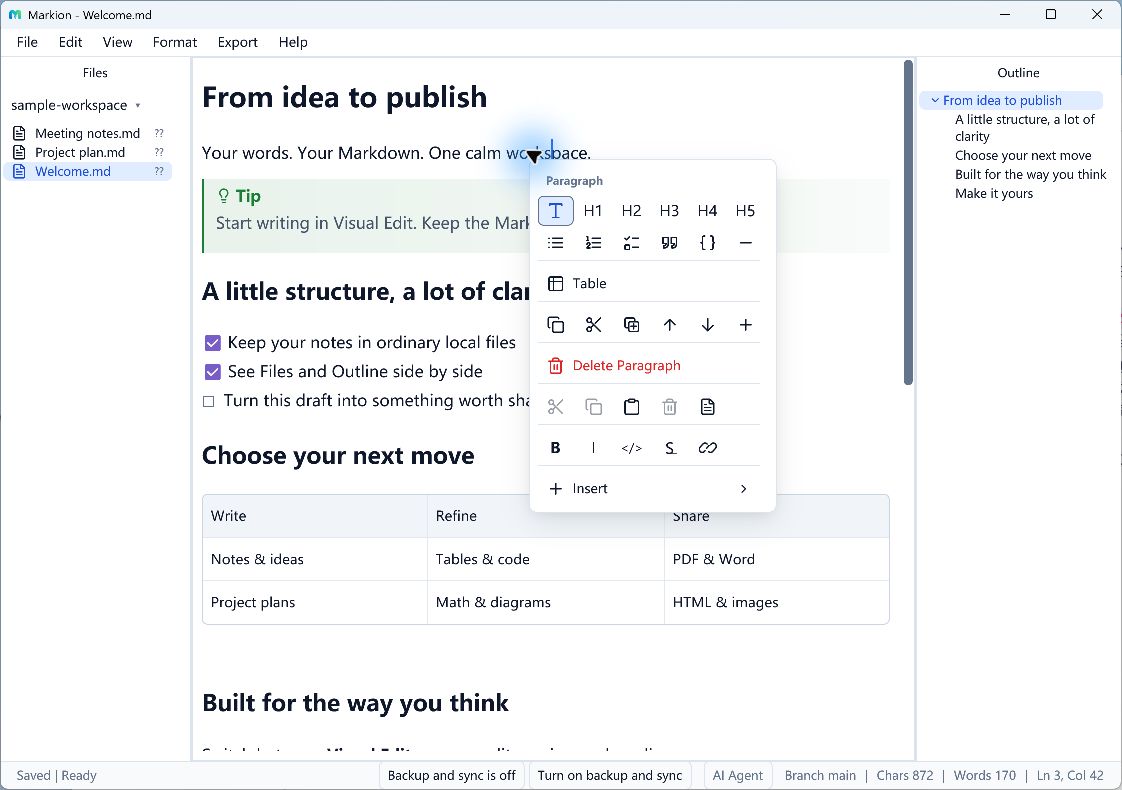 Markion - Welcome.md
File Edit View Format Export Help
Files
sample-workspace
Meeting notes.md ??
Project plan.md ??
Welcome.md ??
From idea to publish
Your words. Your Markdown. One calm workspace.
Tip
Start writing in Visual Edit. Keep the
A little structure, a lot of
Keep your notes in ordinary local files
See Files and Outline side by side
Turn this draft into something worth
Choose your next move
Write Refine Share
Notes & ideas Tables & code PDF & Word
Project plans Math & diagrams HTML & images
Built for the way you think
Paragraph
T H1 H2 H3 H4 H5
{ }
Table
Delete Paragraph
B I </> S
Insert
Outline
From idea to publish
A little structure, a lot of
clarity
Choose your next move
Built for the way you think
Make it yours
Saved | Ready
Backup and sync is off
Turn on backup and sync
AI Agent
Branch main | Chars 872 | Words 170 | Ln 3, Col 42